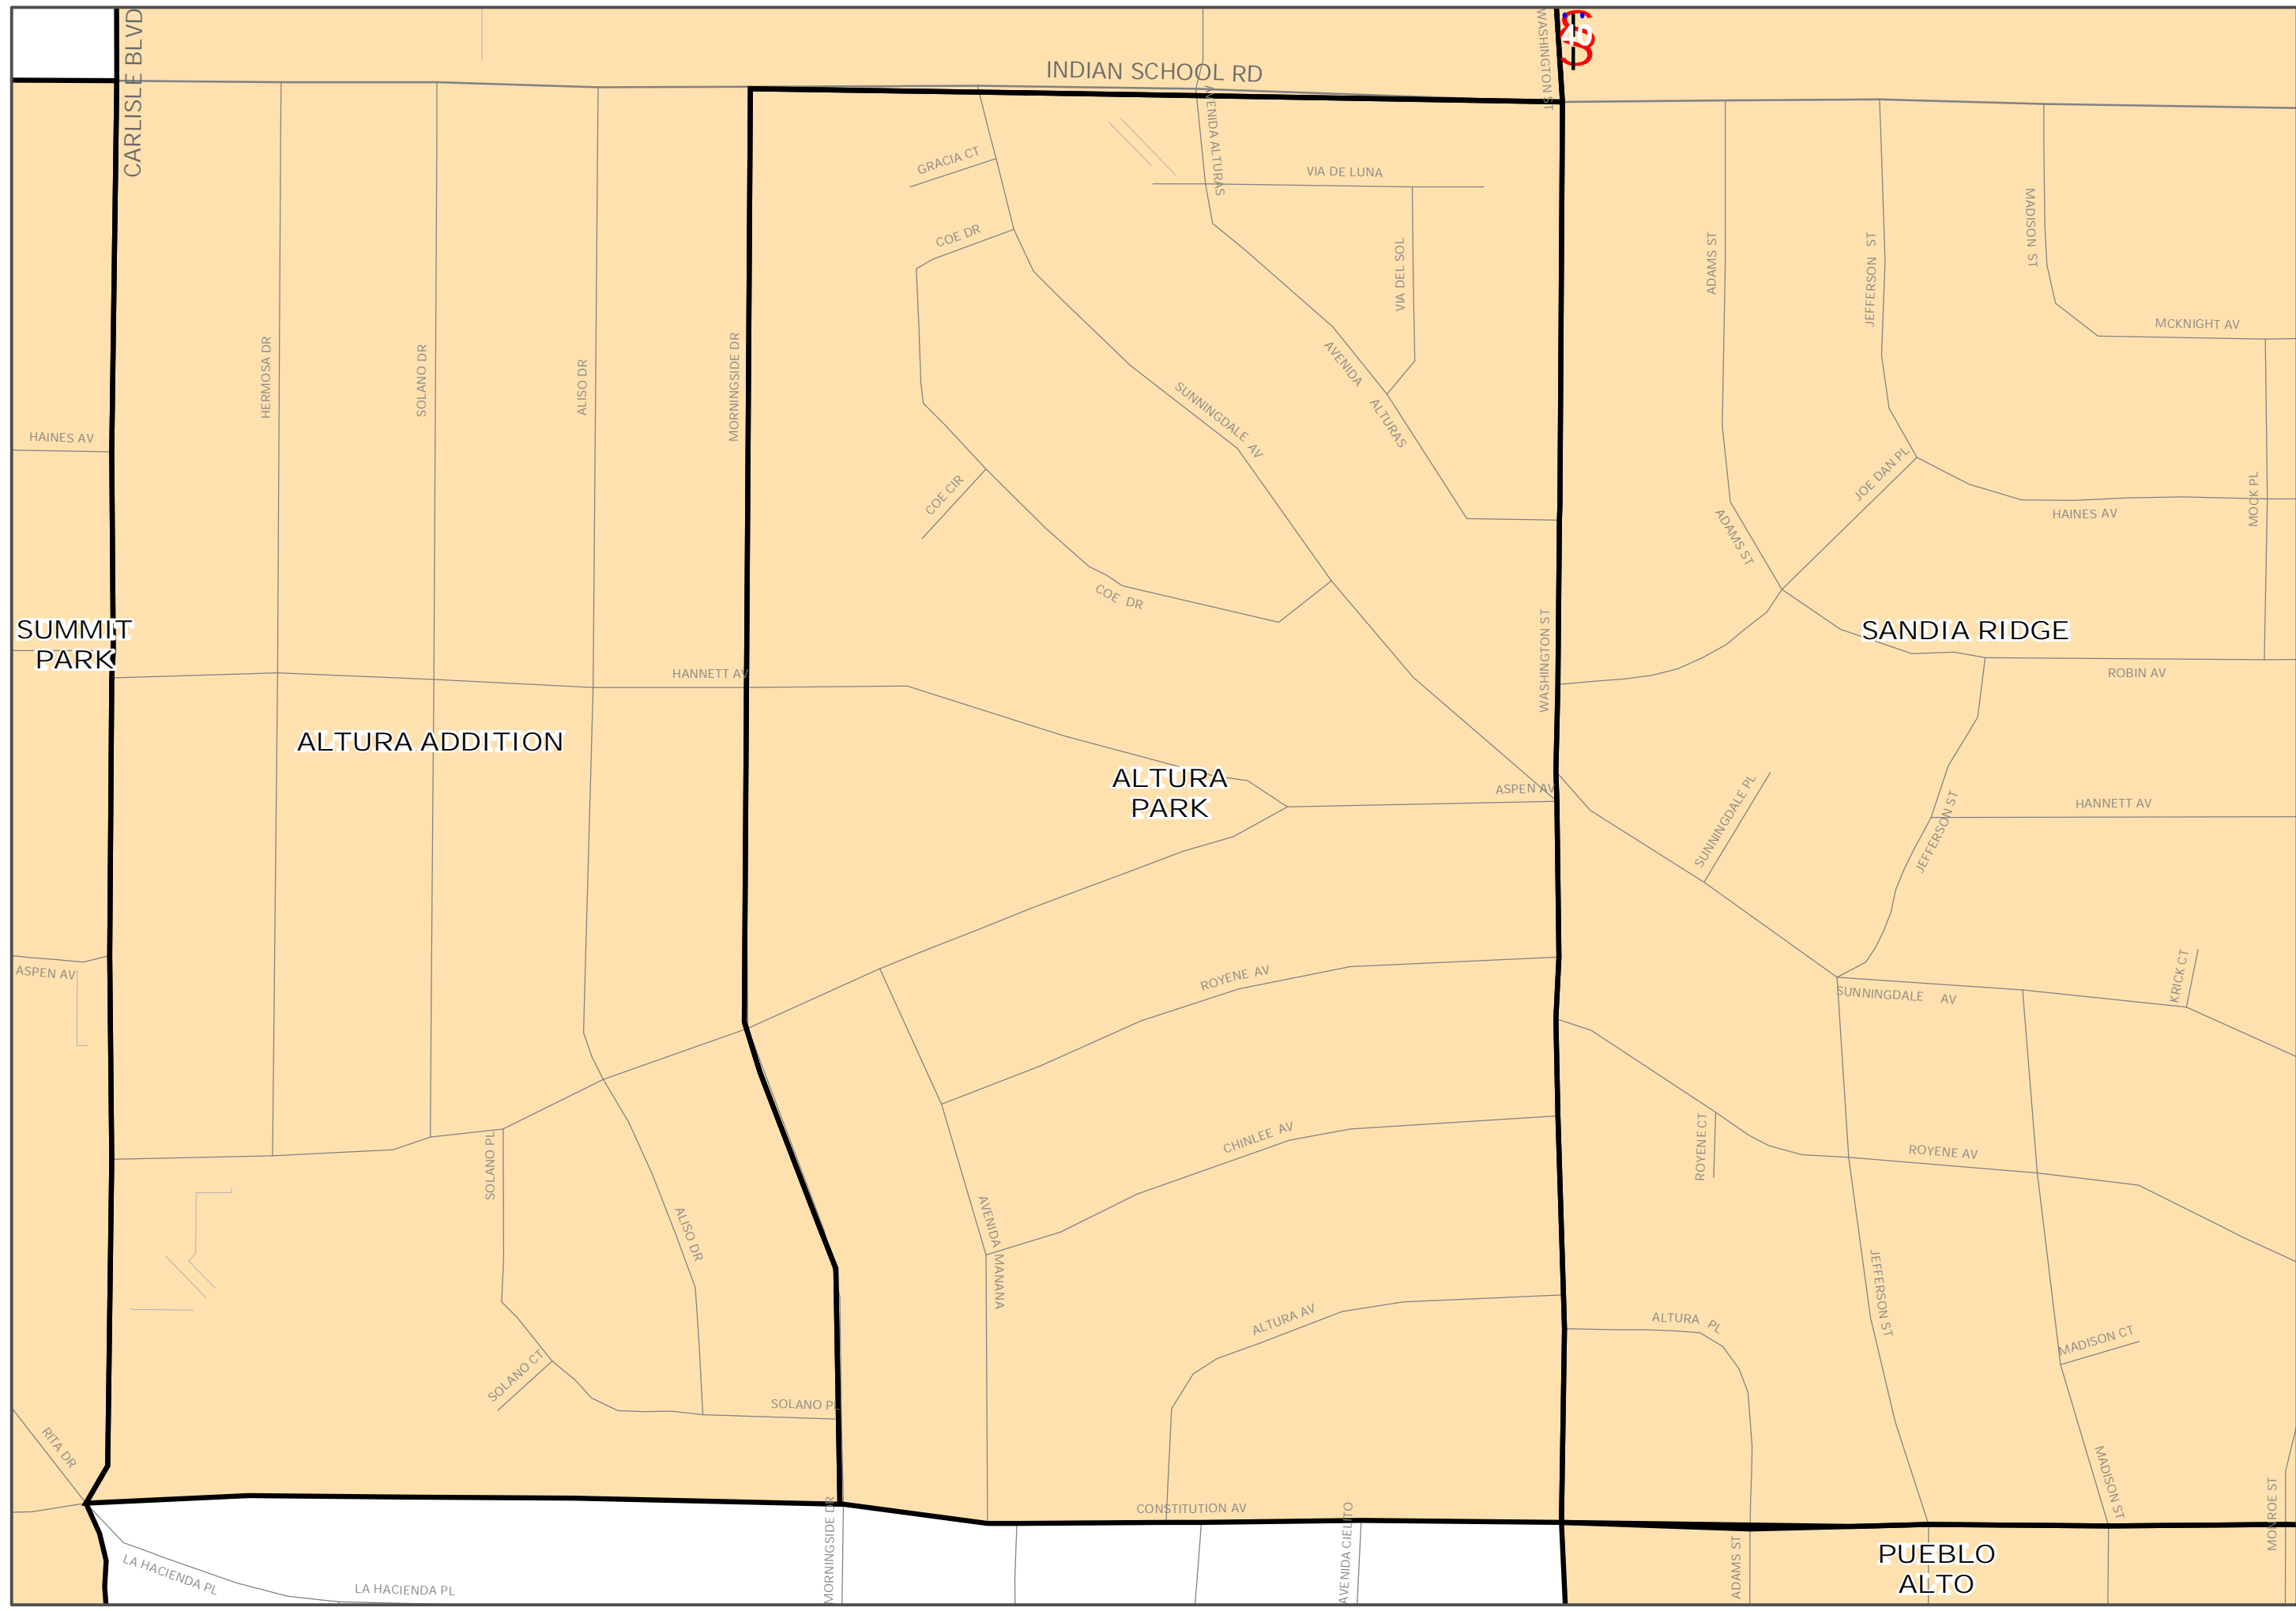 CARLISLE BLVD
INDIAN SCHOOL RD
WASHINGTON ST
GRACIA CT
AVENIDA ALTURAS
VIA DE LUNA
COE DR
VIA DEL SOL
ADAMS ST
JEFFERSON ST
MADISON ST
MCKNIGHT AV
HERMOSA DR
SOLANO DR
ALISO DR
MORNINGSIDE DR
SUNNINGDALE AV
AVENIDA ALTURAS
HAINES AV
COE CIR
JOE DAN PL
MOCK PL
HAINES AV
ADAMS ST
COE DR
SUMMIT
PARK
SANDIA RIDGE
WASHINGTON ST
HANNETT AV
ROBIN AV
ALTURA ADDITION
ALTURA
PARK
ASPEN AV
SUNNINGDALE PL
JEFFERSON ST
HANNETT AV
ASPEN AV
ROYENE AV
SUNNINGDALE AV
KRICK CT
CHINLEE AV
SOLANO PL
ROYENE CT
ROYENE AV
ALISO DR
AVENIDA MANANA
JEFFERSON ST
ALTURA AV
ALTURA PL
MADISON CT
SOLANO CT
SOLANO PL
RITA DR
MADISON ST
MONROE ST
CONSTITUTION AV
MORNINGSIDE DR
AVENIDA CIELITO
ADAMS ST
LA HACIENDA PL
LA HACIENDA PL
PUEBLO
ALTO